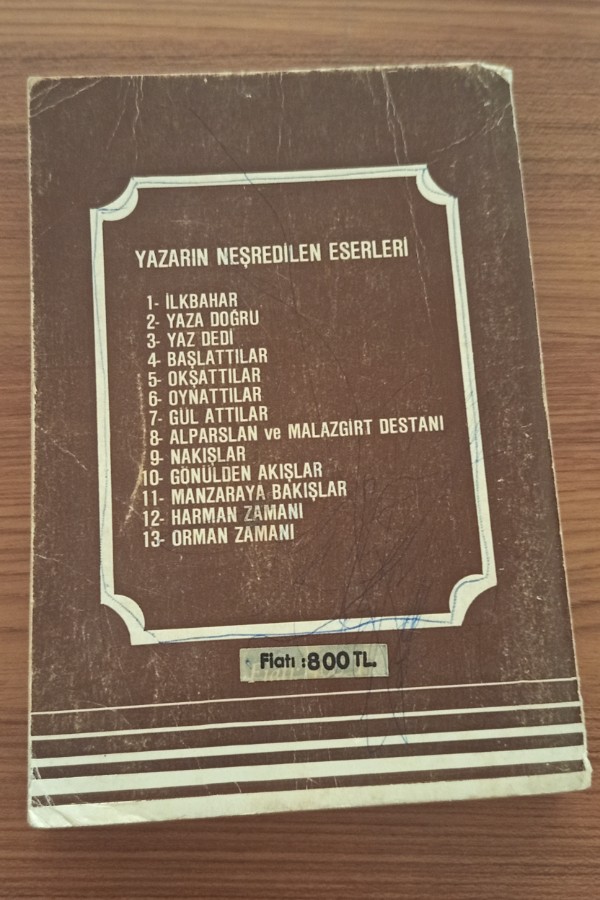 YAZARIN NEŞREDİLEN ESERLERİ
1- İLKBAHAR
2- YAZA DOĞRU
3- YAZ DEDİ
4- BAŞLATTILAR
5- OKŞATTILAR
6- OYNATTILAR
7- GÜL ATTILAR
8- ALPARSLAN ve MALAZGİRT DESTANI
9- NAKIŞLAR
10- GÖNÜLDEN AKIŞLAR
11- MANZARAYA BAKIŞLAR
12- HARMAN ZAMANI
13- ORMAN ZAMANI
Fiatı :800 TL.